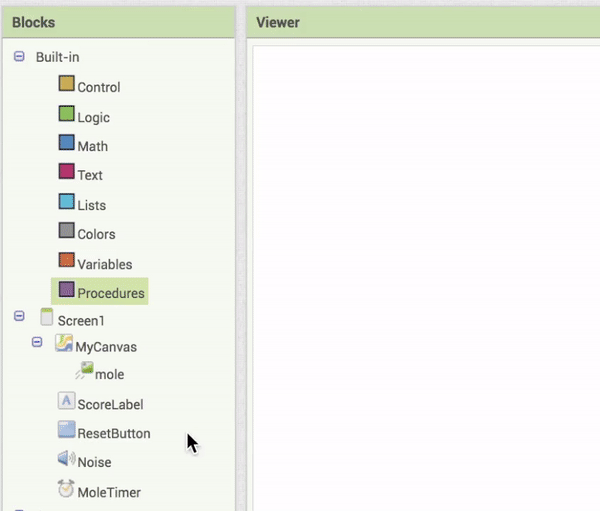 Blocks
Viewer
Built-in
Control
Logic
Math
Text
Lists
Colors
Variables
Procedures
Screen1
MyCanvas
mole
A ScoreLabel
ResetButton
Noise
MoleTimer